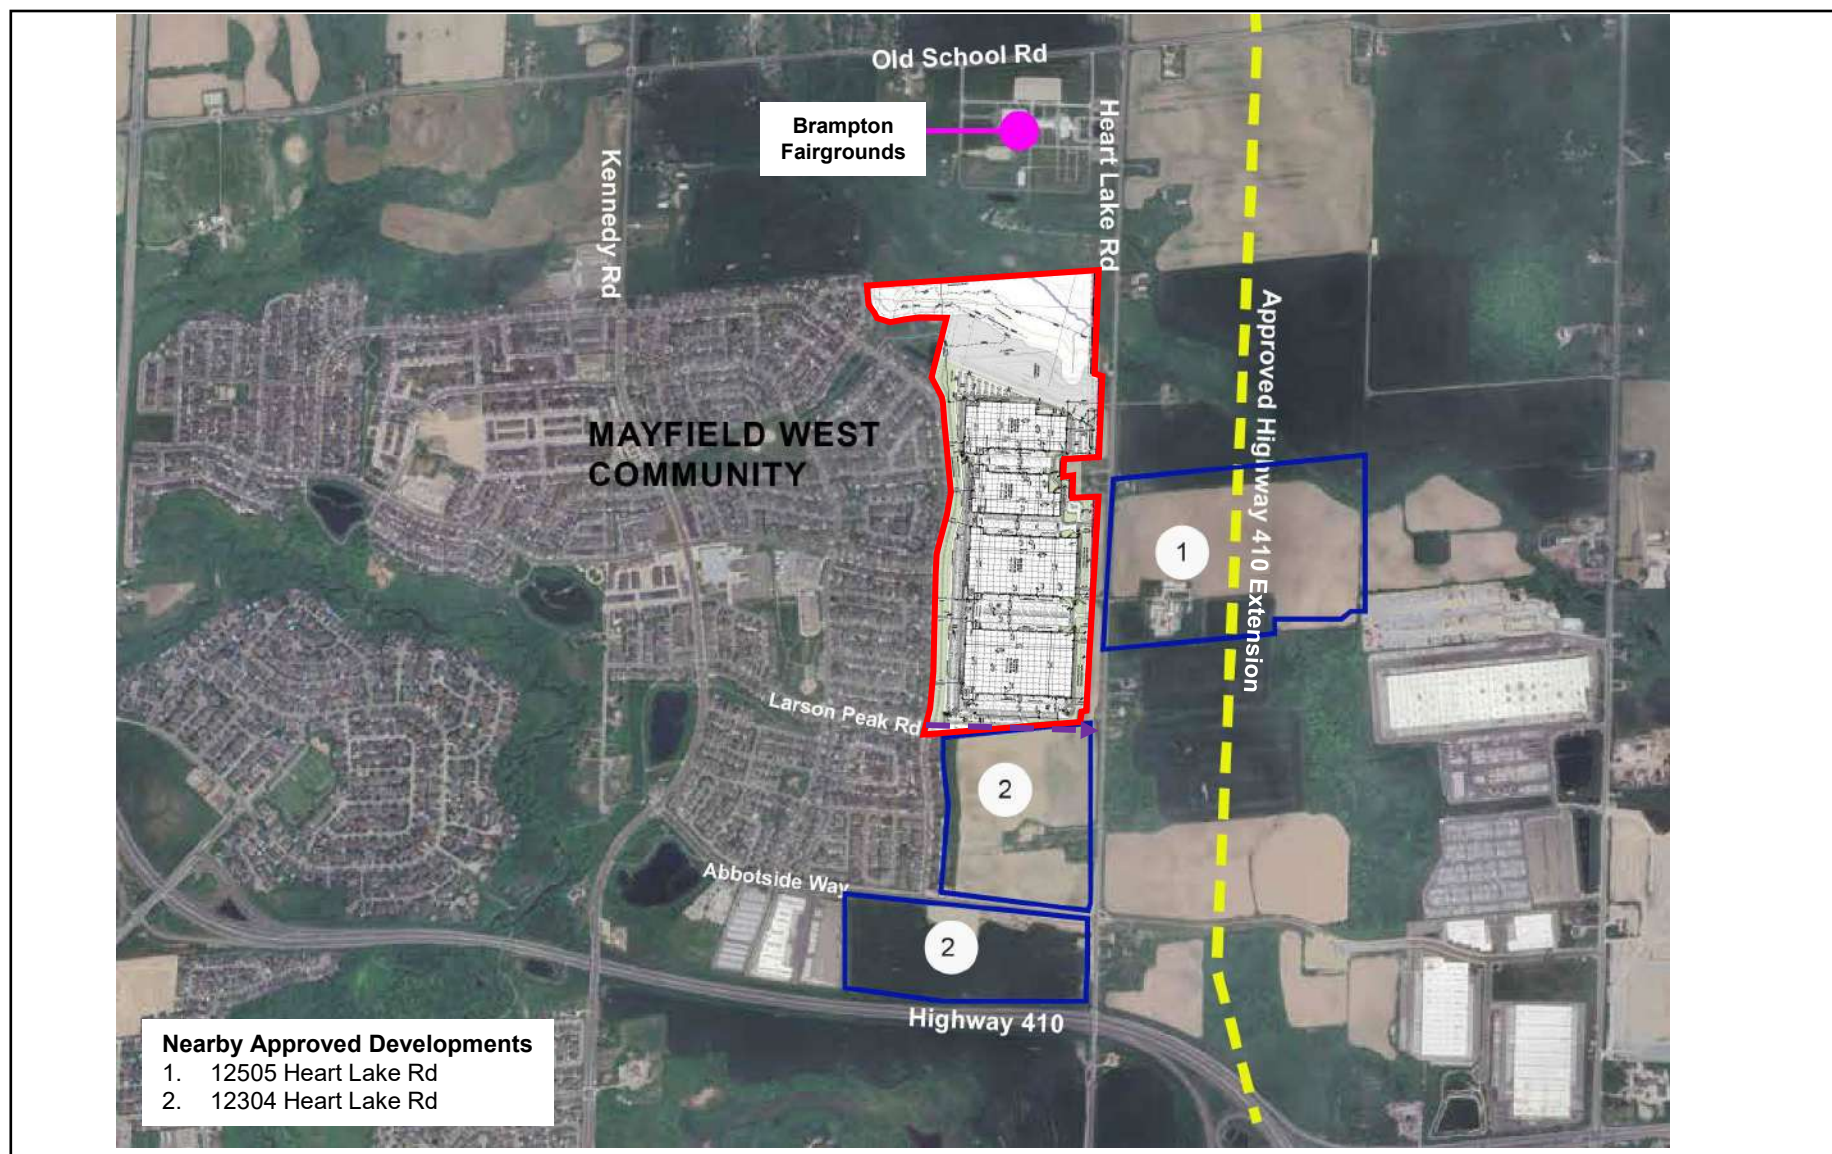 Old School Rd
Brampton
Fairgrounds
Heart Lake Rd
Kennedy Rd
Approved Highway 410 Extension
MAYFIELD WEST
COMMUNITY
1
Larson Peak Rd
2
Abbotside Way
2
Highway 410
Nearby Approved Developments
1. 12505 Heart Lake Rd
2. 12304 Heart Lake Rd